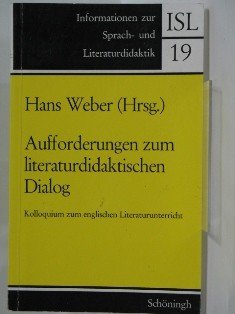 Informationen zur
Sprach- und
Literaturdidaktik
ISL
19
Hans Weber (Hrsg.)
Aufforderungen zum
literaturdidaktischen
Dialog
Kolloquium zum englischen Literaturunterricht
Schöningh